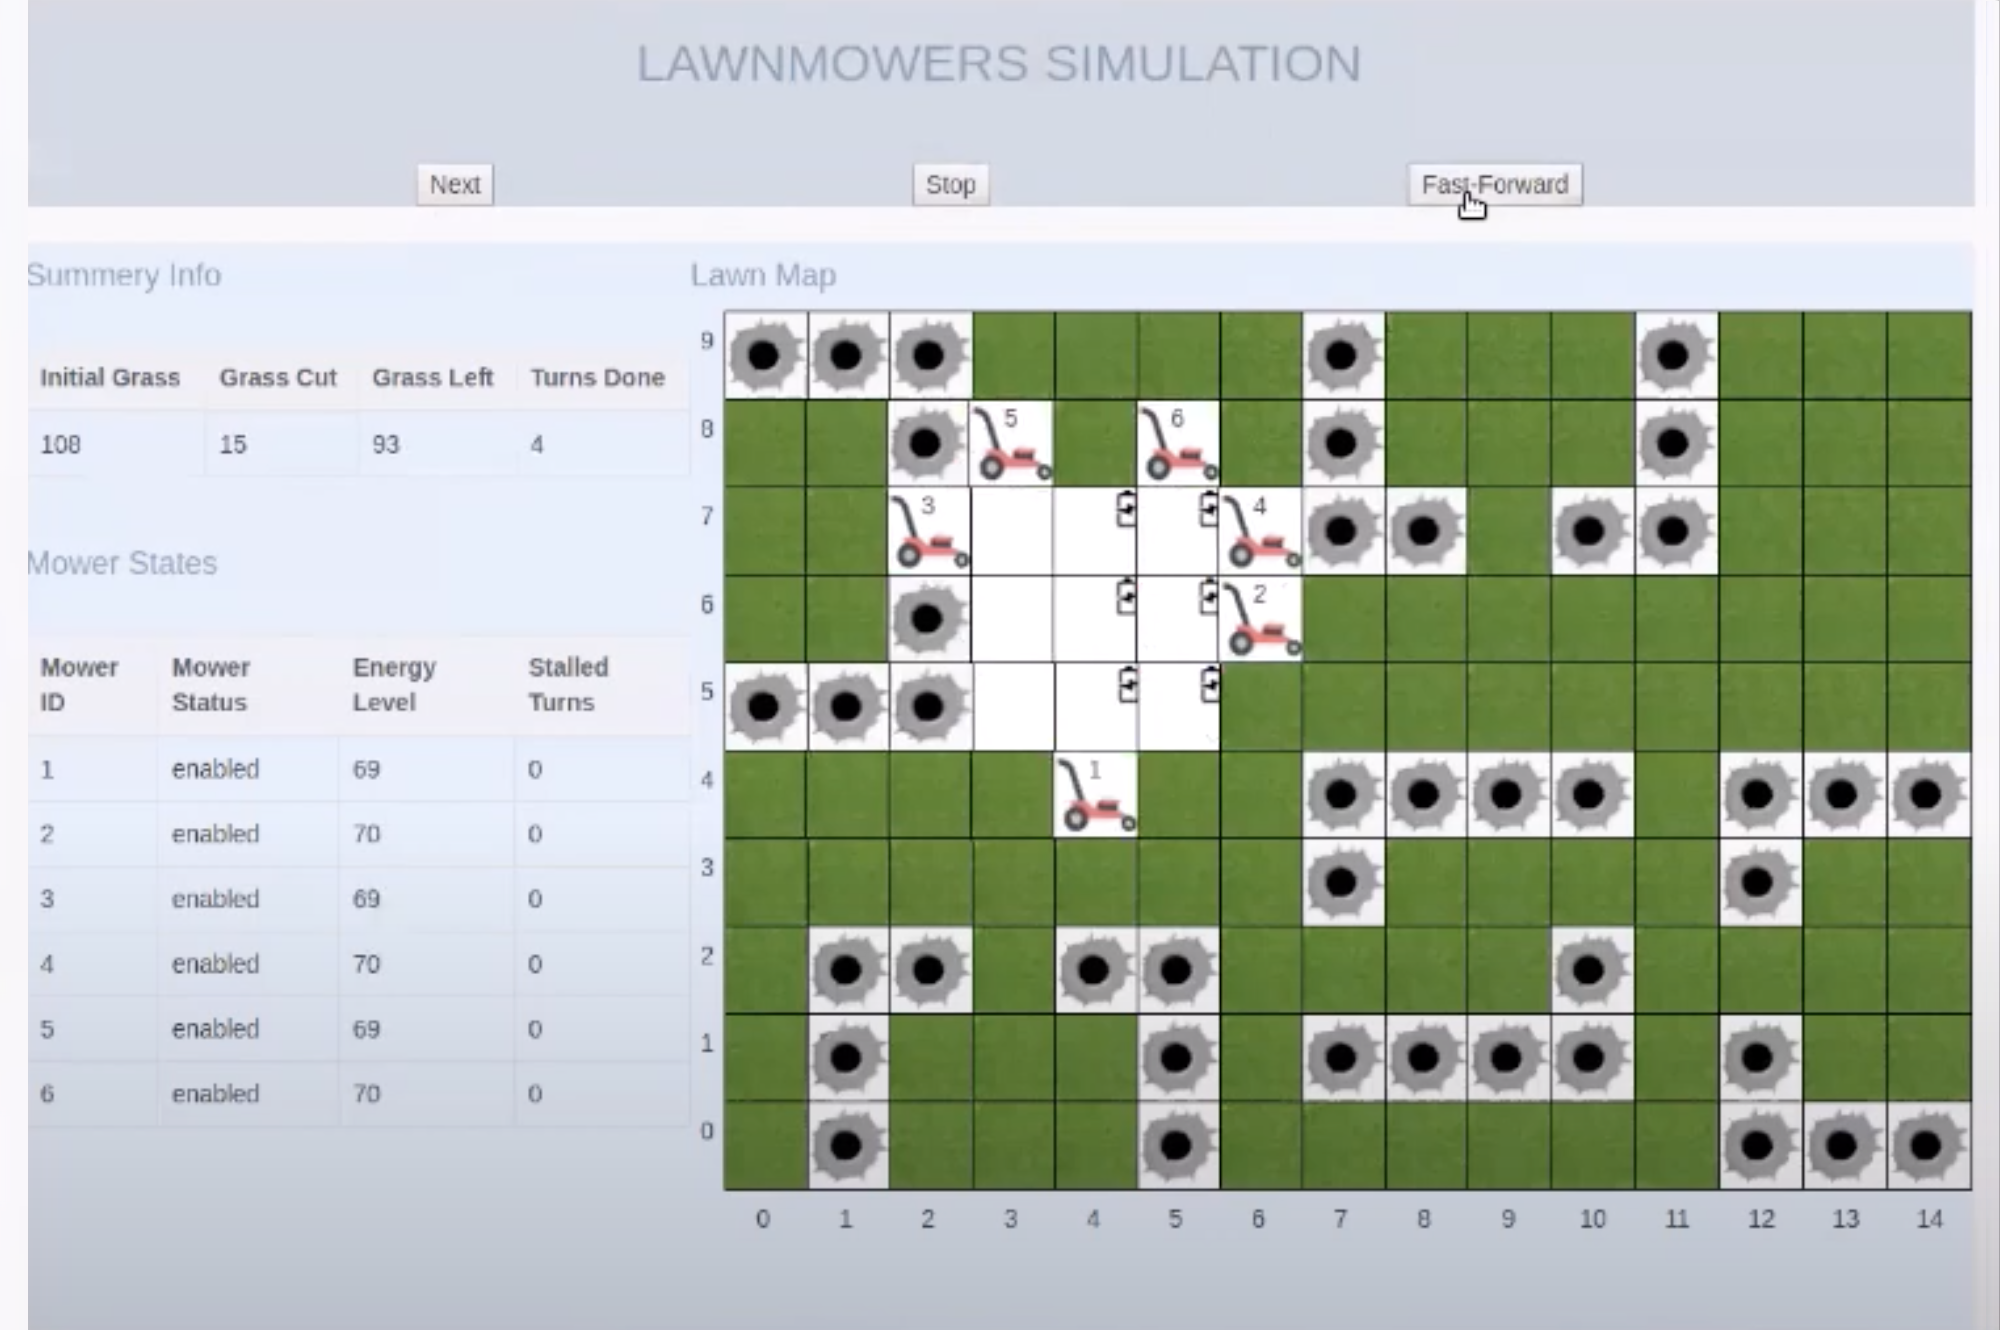 LAWNMOWERS SIMULATION
Next Stop Fast-Forward
Summery Info
Initial Grass Grass Cut Grass Left Turns Done
108 15 93 4
Mower States
Mower ID Mower Status Energy Level Stalled Turns
1 enabled 69 0
2 enabled 70 0
3 enabled 69 0
4 enabled 70 0
5 enabled 69 0
6 enabled 70 0
Lawn Map
9
8 5 6
7 3 4
6 2
5
4 1
3
2
1
0
0 1 2 3 4 5 6 7 8 9 10 11 12 13 14